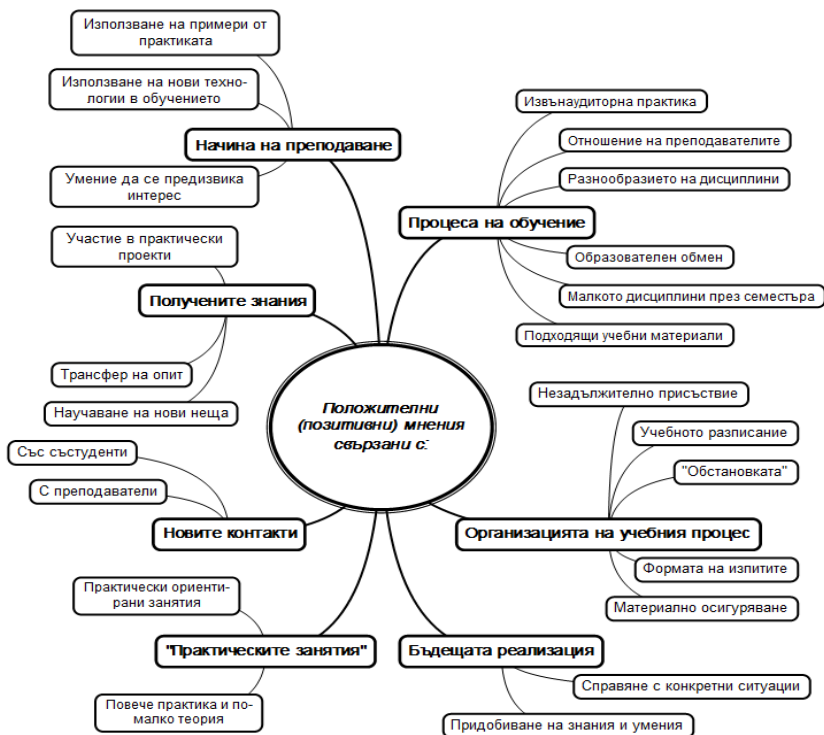 Използване на примери от
практиката
Използване на нови техно-
логии в обучението
Начина на преподаване
Умение да се предизвика
интерес
Извънаудиторна практика
Отношение на преподавателите
Разнообразието на дисциплини
Процеса на обучение
Образователен обмен
Малкото дисциплини през семестъра
Подходящи учебни материали
Участие в практически
проекти
Получените знания
Трансфер на опит
Научаване на нови неща
Положителни
(позитивни) мнения
свързани с:
Незадължително присъствие
Учебното разписание
"Обстановката"
Организацията на учебния процес
Формата на изпитите
Материално осигуряване
Със състуденти
С преподаватели
Новите контакти
Практически ориенти-
рани занятия
"Практическите занятия"
Повече практика и по-
малко теория
Бъдещата реализация
Справяне с конкретни ситуации
Придобиване на знания и умения